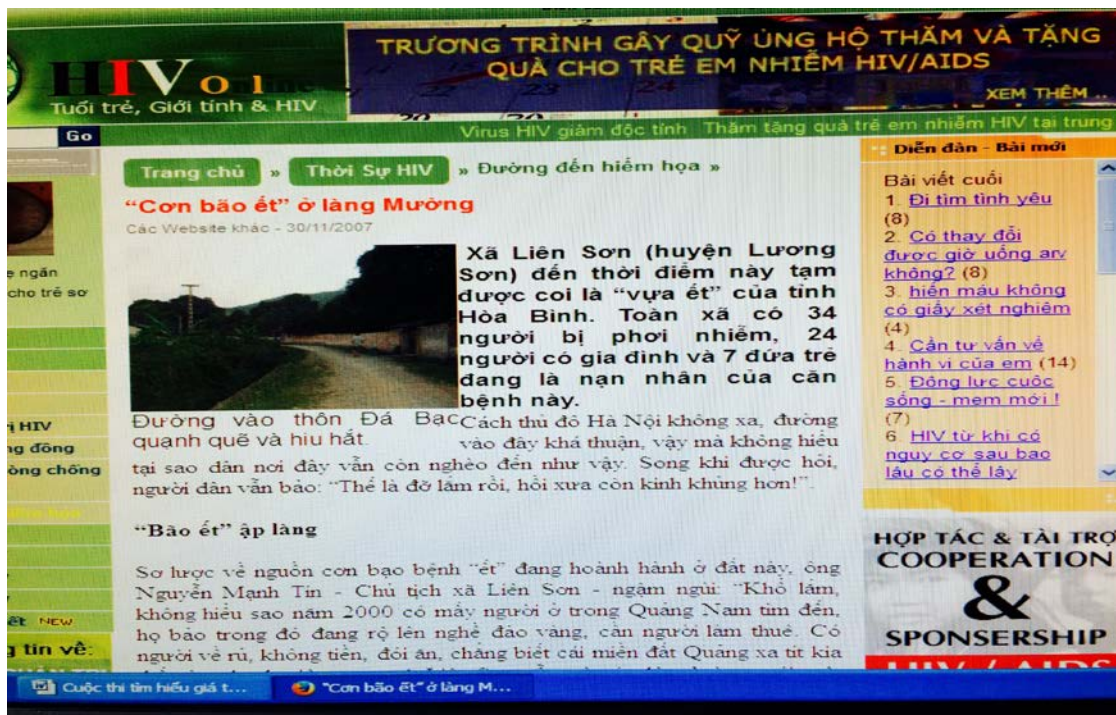 TRƯƠNG TRÌNH GÂY QUỸ ỦNG HỘ THĂM VÀ TẶNG
QUÀ CHO TRẺ EM NHIỄM HIV/AIDS
XEM THÊM ..
HIV Online
Tuổi trẻ, Giới tính & HIV
Go
Virus HIV giảm độc tính Thăm tặng quà trẻ em nhiễm HIV tại trung
Trang chủ » Thời Sự HIV » Đường đến hiểm họa »
“Cơn bão ết” ở làng Mường
Các Website khác - 30/11/2007
Xã Liên Sơn (huyện Lương
Sơn) đến thời điểm này tạm
được coi là “vựa ết” của tỉnh
Hòa Bình. Toàn xã có 34
người bị phơi nhiễm, 24
người có gia đình và 7 đứa trẻ
đang là nạn nhân của căn
bệnh này.
Đường vào thôn Đá Bạc
quạnh quẽ và hiu hắt.
Cách thủ đô Hà Nội không xa, đường
vào đây khá thuận, vậy mà không hiểu
tại sao dân nơi đây vẫn còn nghèo đến như vậy. Song khi được hỏi,
người dân vẫn bảo: “Thế là đỡ lắm rồi, hồi xưa còn kinh khủng hơn!”.
“Bão ết” ập làng
Sơ lược về nguồn cơn bạo bệnh “ết” đang hoành hành ở đất này, ông
Nguyễn Mạnh Tín - Chủ tịch xã Liên Sơn - ngậm ngùi: “Khổ lắm,
không hiểu sao năm 2000 có mấy người ở trong Quảng Nam tìm đến,
họ bảo trong đó đang rộ lên nghề đào vàng, cần người làm thuê. Có
người về rủ, không tiền, đói ăn, chẳng biết cái miền đất Quảng xa tít kia
Diễn đàn - Bài mới
Bài viết cuối
1. Đi tìm tình yêu
(8)
2. Có thay đổi
được giờ uống arv
không? (8)
3. hiến máu không
có giấy xét nghiệm
(4)
4. Cần tư vấn về
hành vi của em (14)
5. Động lực cuộc
sống - mem mới !
(7)
6. HIV từ khi có
nguy cơ sau bao
lâu có thể lây
HỢP TÁC & TÀI TRỢ
COOPERATION
&
SPONSERSHIP
HIV / AIDS
ngăn
cho trẻ sơ
HIV
ng đồng
òng chống
NEW
g tin về:
Cuộc thi tìm hiểu giá t...
"Cơn bão ết" ở làng M...